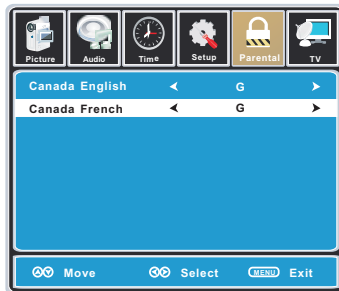 Picture Audio Time Setup Parental TV
Canada English G
Canada French G
Move Select MENU Exit